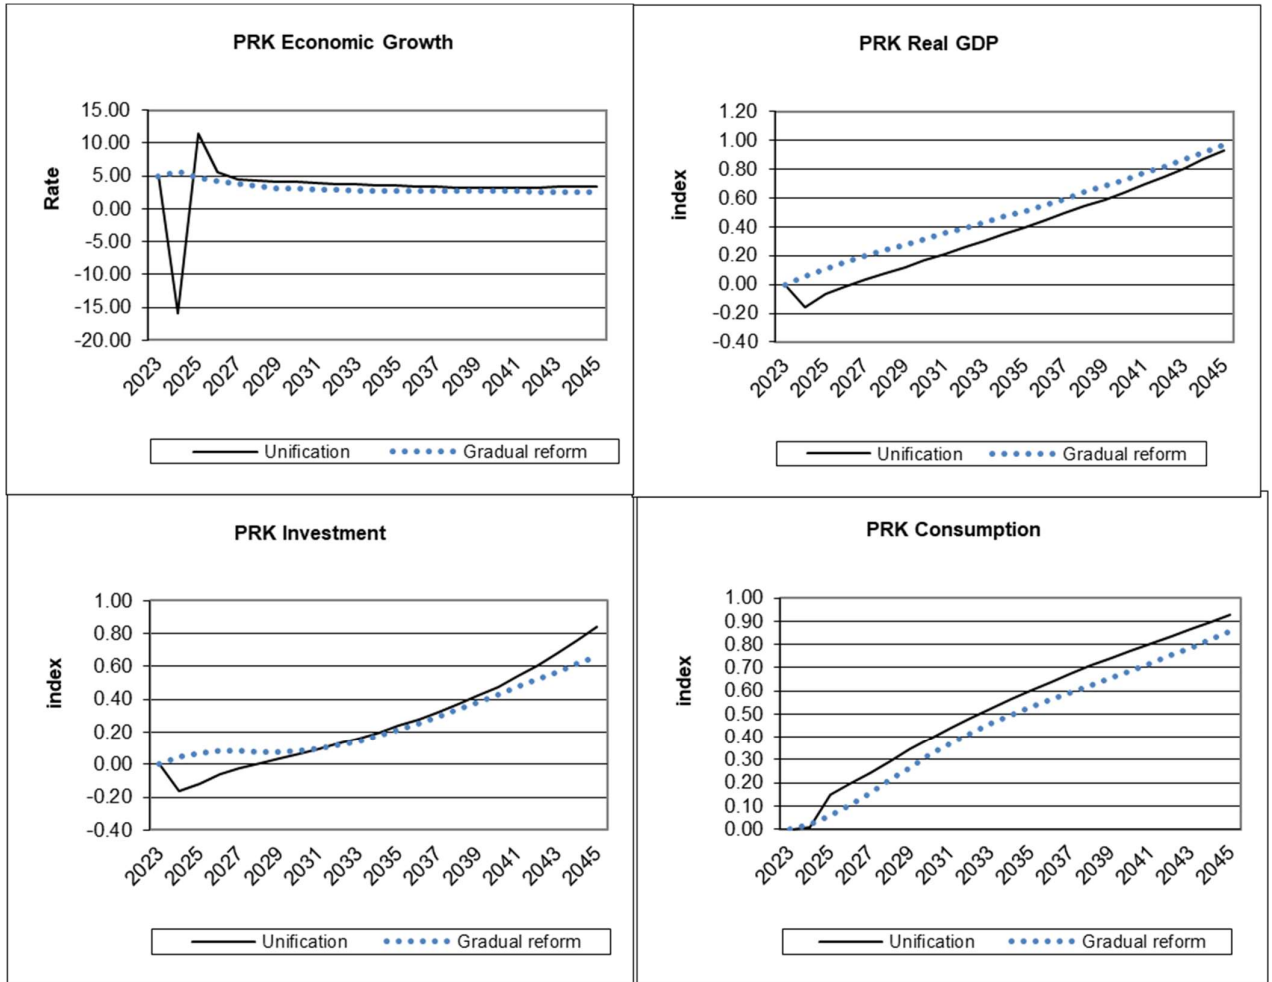 PRK Economic Growth
Rate
15.00
10.00
5.00
0.00
-5.00
-10.00
-15.00
-20.00
2023 2025 2027 2029 2031 2033 2035 2037 2039 2041 2043 2045
Unification Gradual reform
PRK Real GDP
index
1.20
1.00
0.80
0.60
0.40
0.20
0.00
-0.20
-0.40
2023 2025 2027 2029 2031 2033 2035 2037 2039 2041 2043 2045
Unification Gradual reform
PRK Investment
index
1.00
0.80
0.60
0.40
0.20
0.00
-0.20
-0.40
2023 2025 2027 2029 2031 2033 2035 2037 2039 2041 2043 2045
Unification Gradual reform
PRK Consumption
index
1.00
0.90
0.80
0.70
0.60
0.50
0.40
0.30
0.20
0.10
0.00
2023 2025 2027 2029 2031 2033 2035 2037 2039 2041 2043 2045
Unification Gradual reform